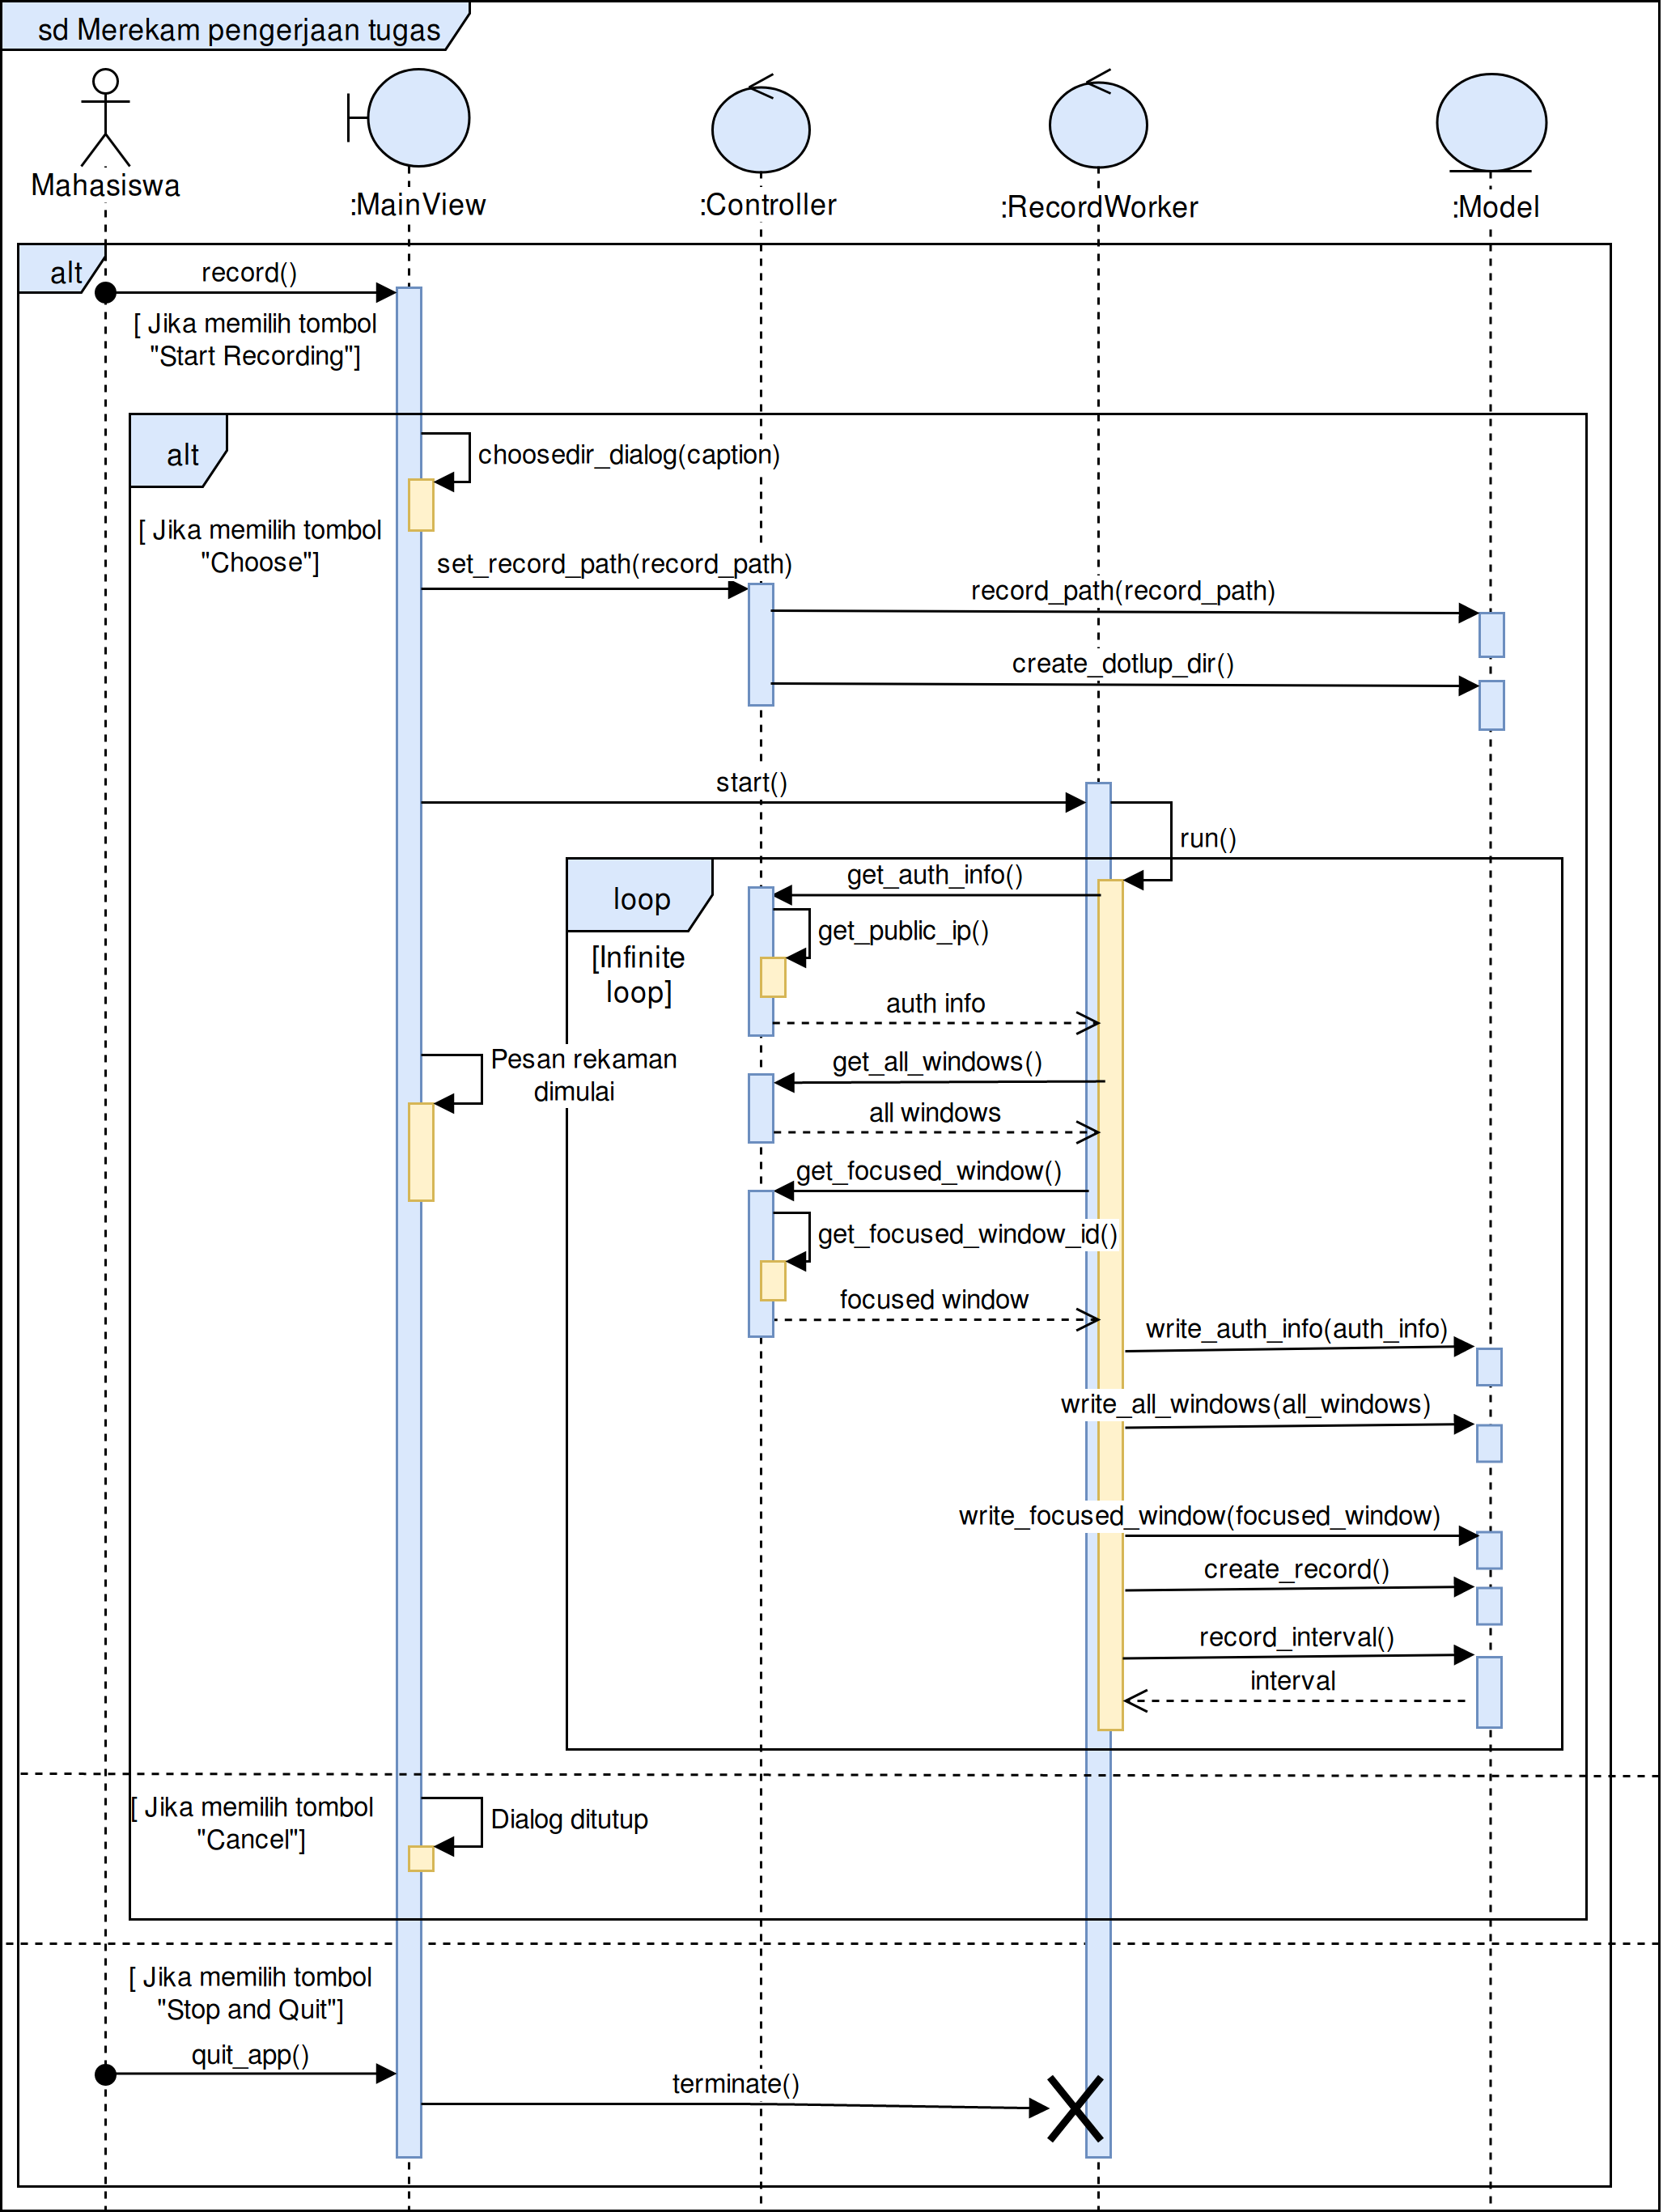 sd Merekam pengerjaan tugas
Mahasiswa
:MainView
:Controller
:RecordWorker
:Model
alt
record()
[ Jika memilih tombol
"Start Recording"]
alt
choosedir_dialog(caption)
[ Jika memilih tombol
"Choose"]
set_record_path(record_path)
record_path(record_path)
create_dotlup_dir()
start()
run()
loop
[Infinite
loop]
get_auth_info()
get_public_ip()
auth info
Pesan rekaman
dimulai
get_all_windows()
all windows
get_focused_window()
get_focused_window_id()
focused window
write_auth_info(auth_info)
write_all_windows(all_windows)
write_focused_window(focused_window)
create_record()
record_interval()
interval
[ Jika memilih tombol
"Cancel"]
Dialog ditutup
[ Jika memilih tombol
"Stop and Quit"]
quit_app()
terminate()